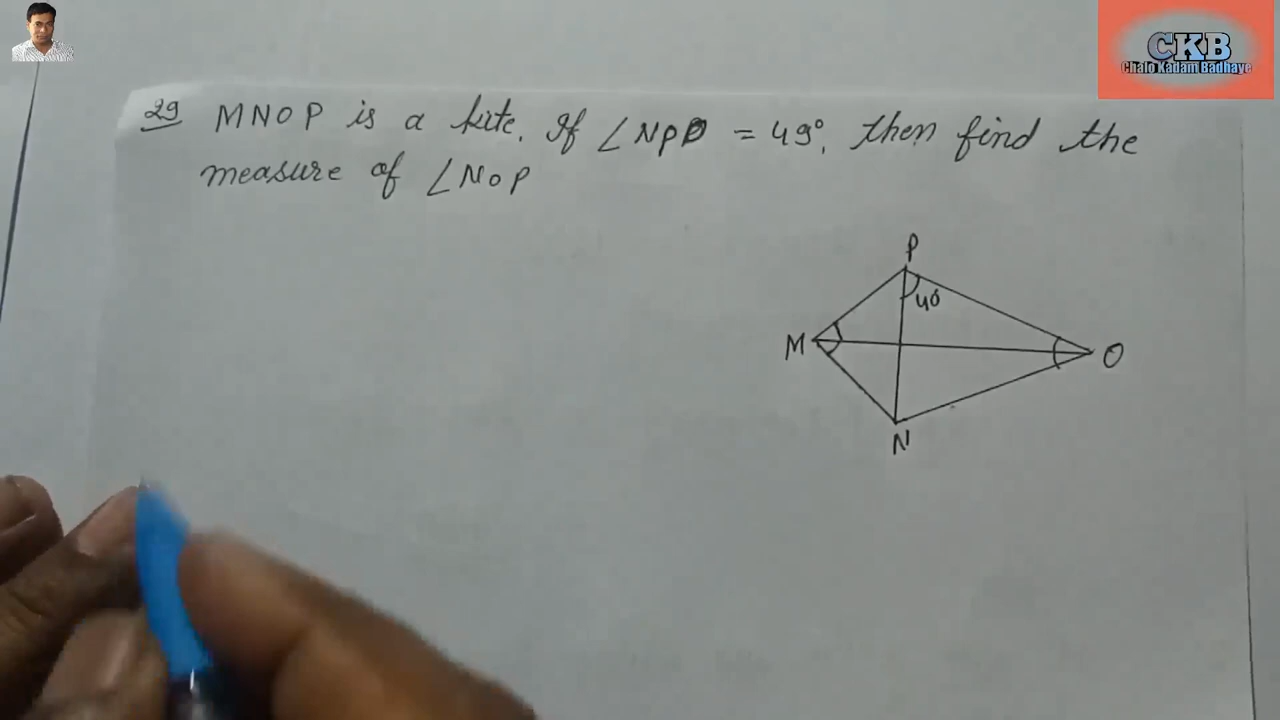 CKB
Chalo Kadam Badhaye
29 MNOP is a kite. If ∠NPO = 49°, then find the
measure of ∠NOP
P
40
M
O
N